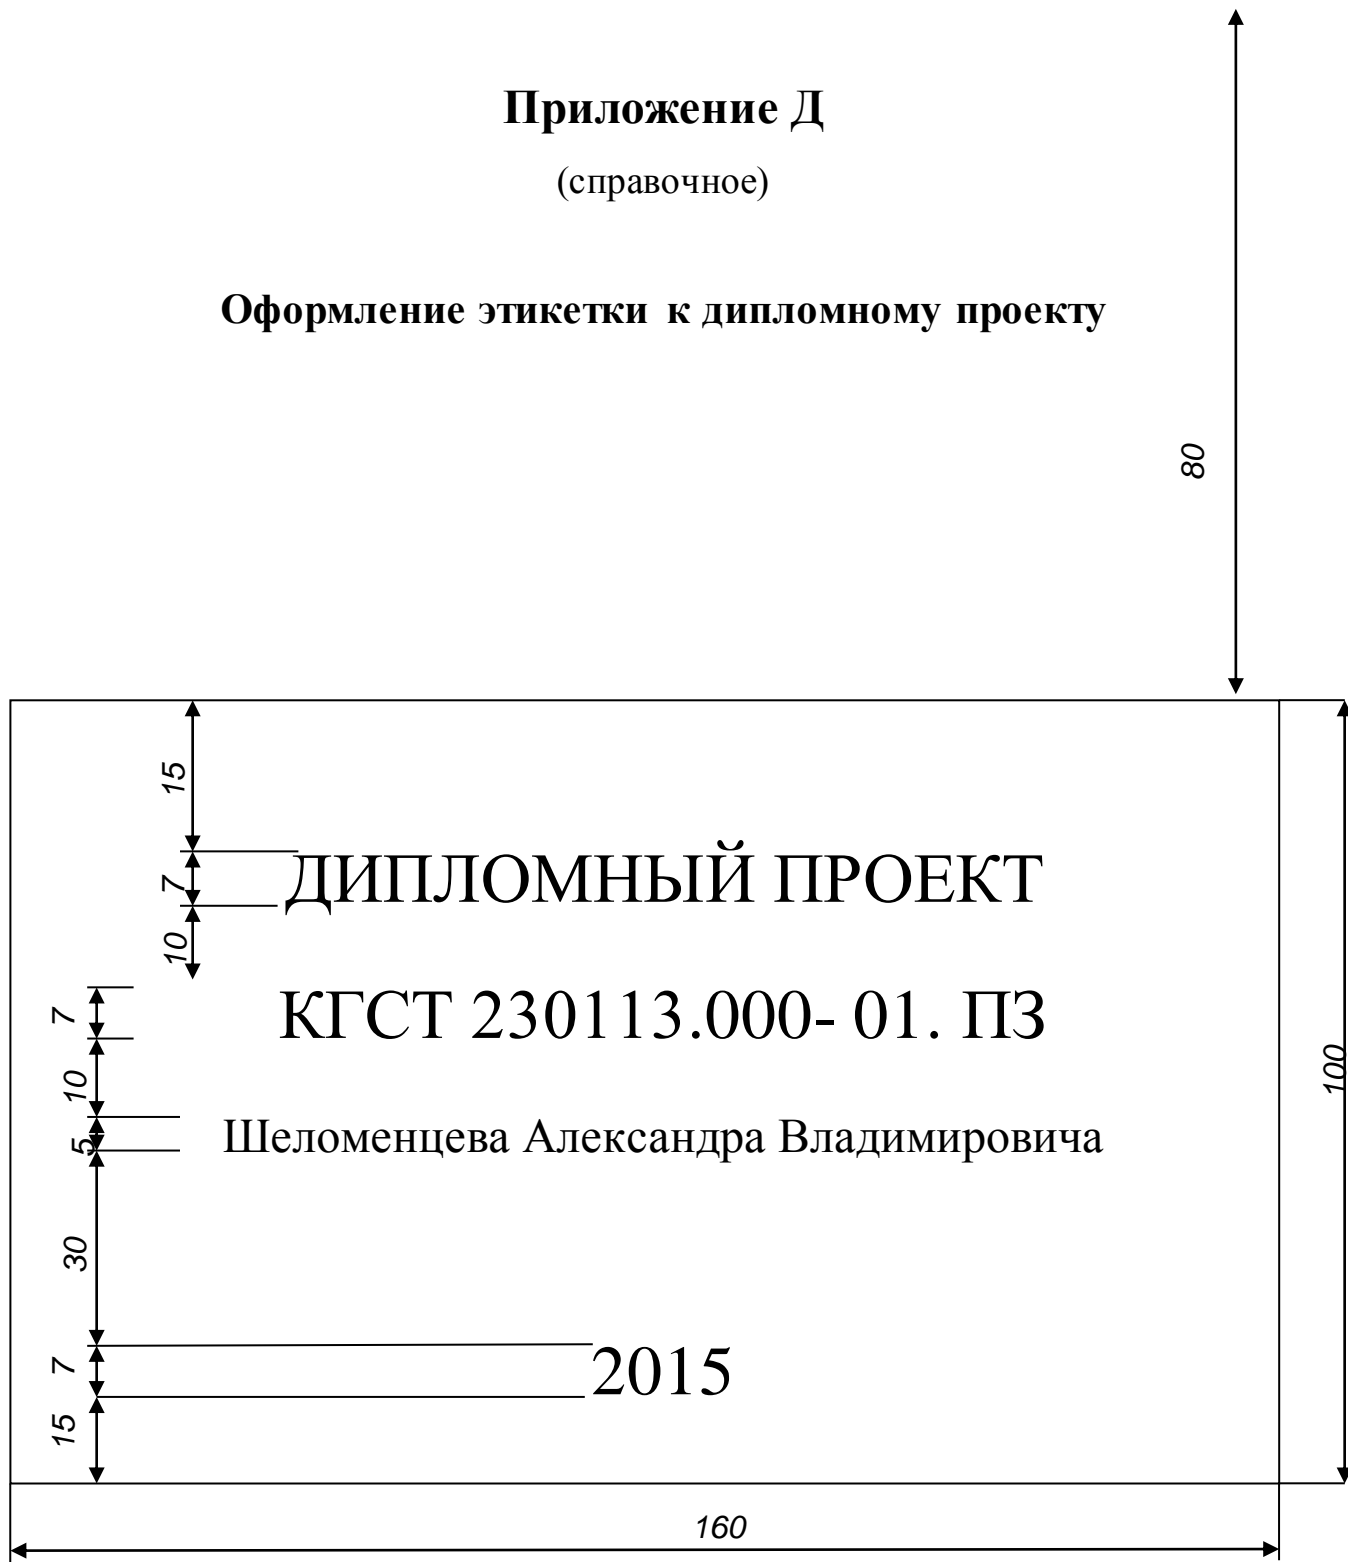 Приложение Д
(справочное)
Оформление этикетки к дипломному проекту
80
15
7
ДИПЛОМНЫЙ ПРОЕКТ
10
7
КГСТ 230113.000- 01. ПЗ
10
100
5
Шеломенцева Александра Владимировича
30
7
2015
15
160